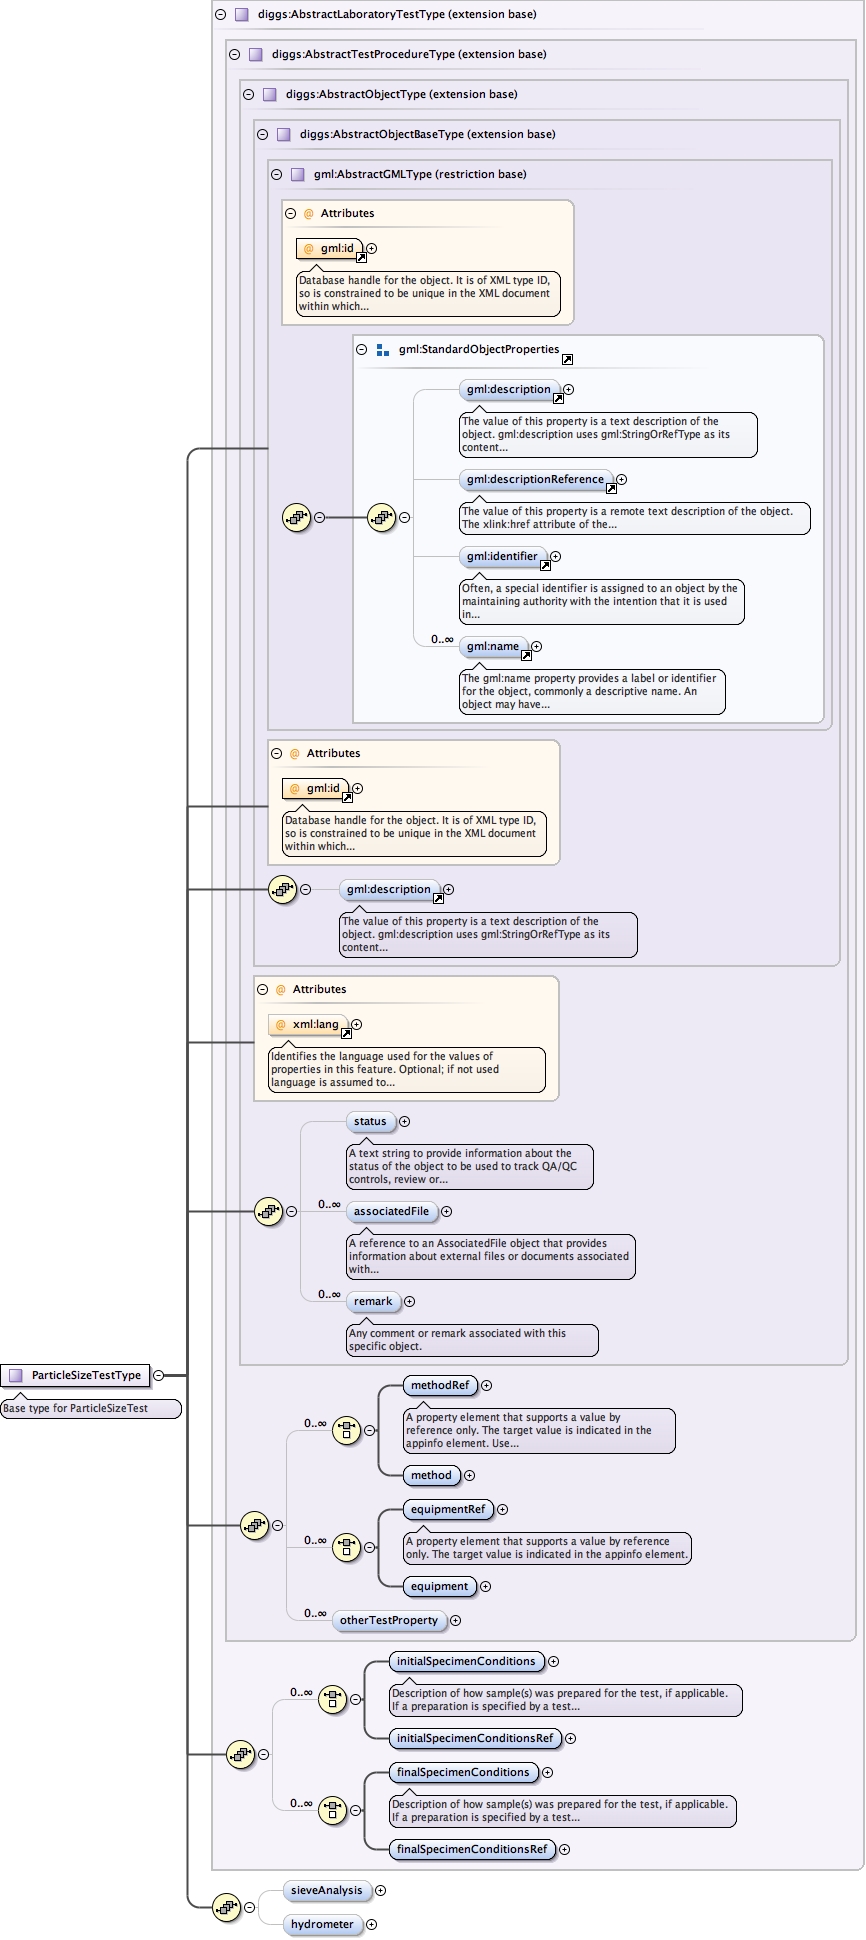 diggs:AbstractLaboratoryTestType (extension base)
diggs:AbstractTestProcedureType (extension base)
diggs:AbstractObjectType (extension base)
diggs:AbstractObjectBaseType (extension base)
gml:AbstractGMLType (restriction base)
@ Attributes
@ gml:id
Database handle for the object. It is of XML type ID,
so is constrained to be unique in the XML document
within which...
gml:StandardObjectProperties
gml:description
The value of this property is a text description of the
object. gml:description uses gml:StringOrRefType as its
content...
gml:descriptionReference
The value of this property is a remote text description of the object.
The xlink:href attribute of the...
gml:identifier
Often, a special identifier is assigned to an object by the
maintaining authority with the intention that it is used
in...
0..∞
gml:name
The gml:name property provides a label or identifier
for the object, commonly a descriptive name. An
object may have...
@ Attributes
@ gml:id
Database handle for the object. It is of XML type ID,
so is constrained to be unique in the XML document
within which...
gml:description
The value of this property is a text description of the
object. gml:description uses gml:StringOrRefType as its
content...
@ Attributes
@ xml:lang
Identifies the language used for the values of
properties in this feature. Optional; if not used
language is assumed to...
status
A text string to provide information about the
status of the object to be used to track QA/QC
controls, review or...
0..∞
associatedFile
A reference to an AssociatedFile object that provides
information about external files or documents associated
with...
0..∞
remark
Any comment or remark associated with this
specific object.
ParticleSizeTestType
Base type for ParticleSizeTest
0..∞
methodRef
A property element that supports a value by
reference only. The target value is indicated in the
appinfo element. Use...
method
0..∞
equipmentRef
A property element that supports a value by reference
only. The target value is indicated in the appinfo element.
equipment
0..∞
otherTestProperty
0..∞
initialSpecimenConditions
Description of how sample(s) was prepared for the test, if applicable.
If a preparation is specified by a test...
initialSpecimenConditionsRef
0..∞
finalSpecimenConditions
Description of how sample(s) was prepared for the test, if applicable.
If a preparation is specified by a test...
finalSpecimenConditionsRef
sieveAnalysis
hydrometer